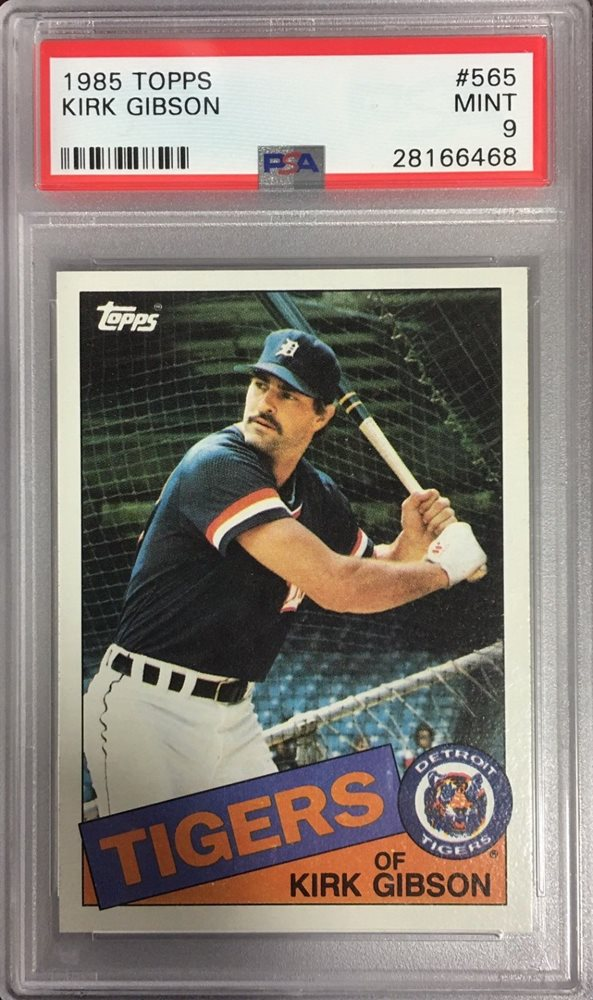 1985 TOPPS #565
KIRK GIBSON MINT
9
PSA 28166468
Topps
D
DETROIT
TIGERS
TIGERS
OF
KIRK GIBSON